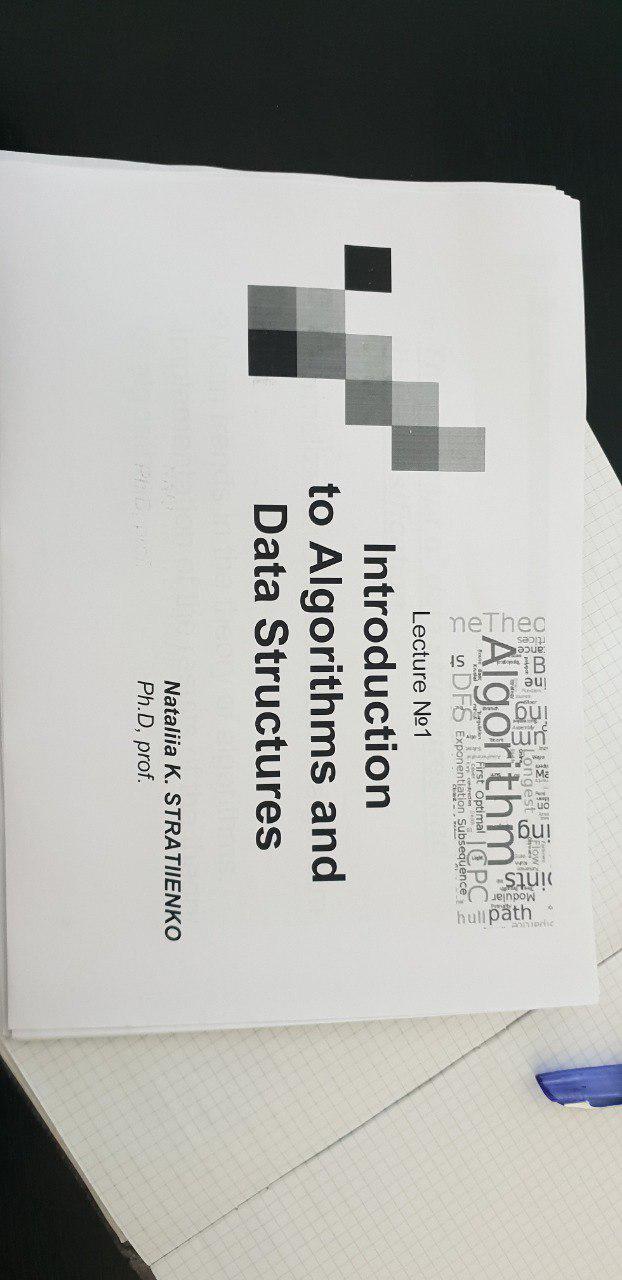 Lecture №1
Introduction
to Algorithms and
Data Structures
Nataliia K. STRATIIENKO
Ph.D, prof.
meTheo
Algorithm
DFS
Exponentiation
Subsequence
First
Optimal
ICPC
Longest
Flow
Modular
hull
path